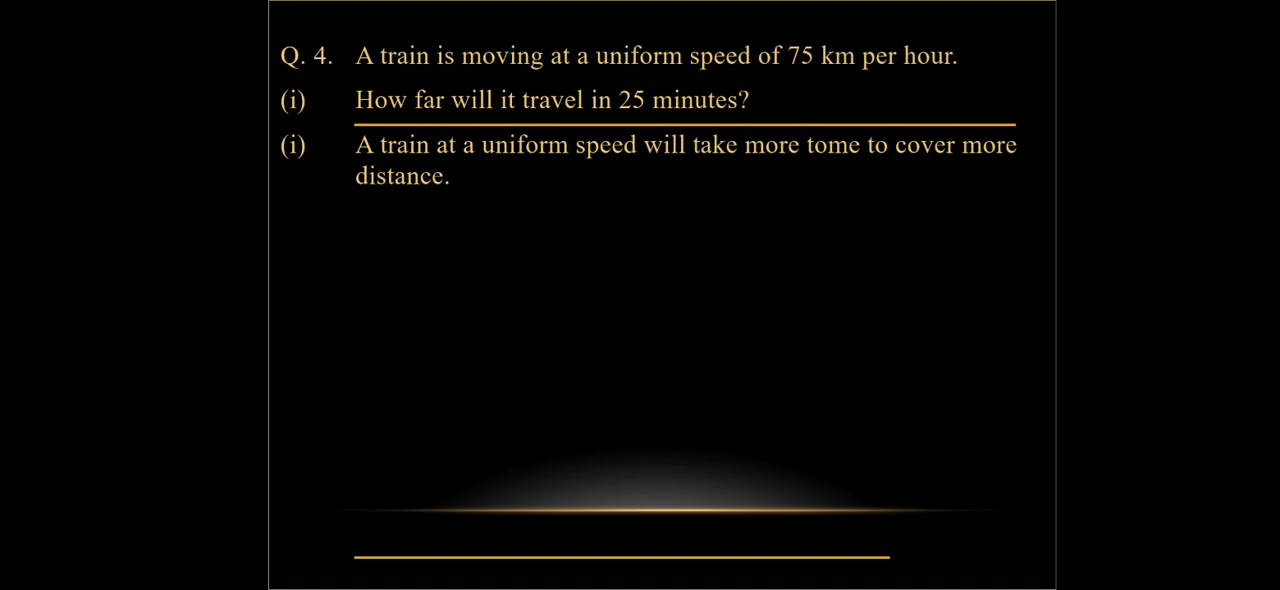 Q. 4. A train is moving at a uniform speed of 75 km per hour.
(i) How far will it travel in 25 minutes?
(i) A train at a uniform speed will take more tome to cover more
distance.